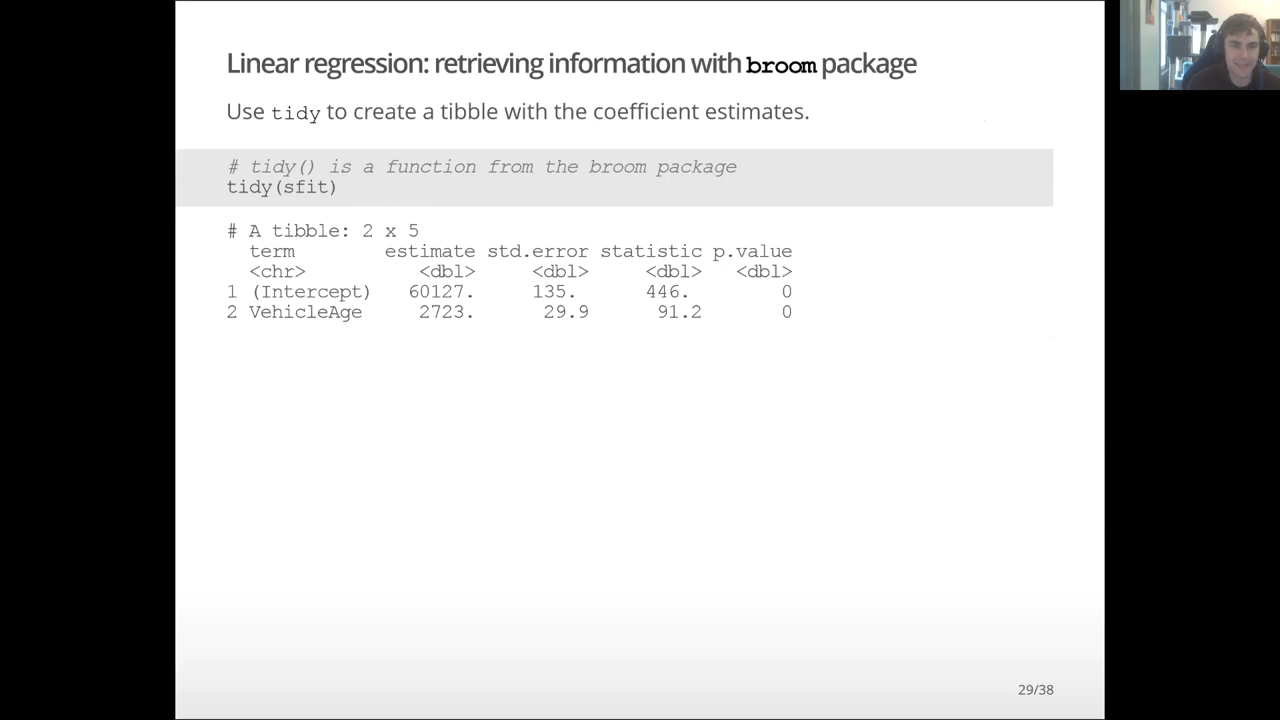 Linear regression: retrieving information with broom package
Use tidy to create a tibble with the coefficient estimates.
# tidy() is a function from the broom package
tidy(sfit)
# A tibble: 2 x 5
term estimate std.error statistic p.value
<chr> <dbl> <dbl> <dbl> <dbl>
1 (Intercept) 60127. 135. 446. 0
2 VehicleAge 2723. 29.9 91.2 0
29/38